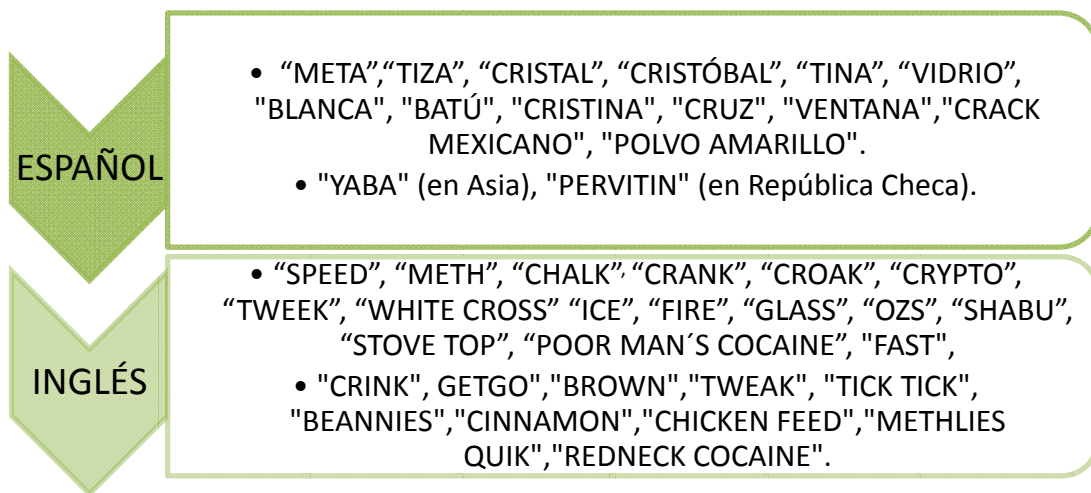 ESPAÑOL
• “META”,“TIZA”, “CRISTAL”, “CRISTÓBAL”, “TINA”, “VIDRIO”,
"BLANCA", "BATÚ", "CRISTINA", "CRUZ", "VENTANA","CRACK
MEXICANO", "POLVO AMARILLO".
• "YABA" (en Asia), "PERVITIN" (en República Checa).
INGLÉS
• “SPEED”, “METH”, “CHALK”, “CRANK”, “CROAK”, “CRYPTO”,
“TWEEK”, “WHITE CROSS” “ICE”, “FIRE”, “GLASS”, “OZS”, “SHABU”,
“STOVE TOP”, “POOR MAN´S COCAINE”, "FAST",
• "CRINK", GETGO","BROWN","TWEAK", "TICK TICK",
"BEANNIES","CINNAMON","CHICKEN FEED","METHLIES
QUIK","REDNECK COCAINE".